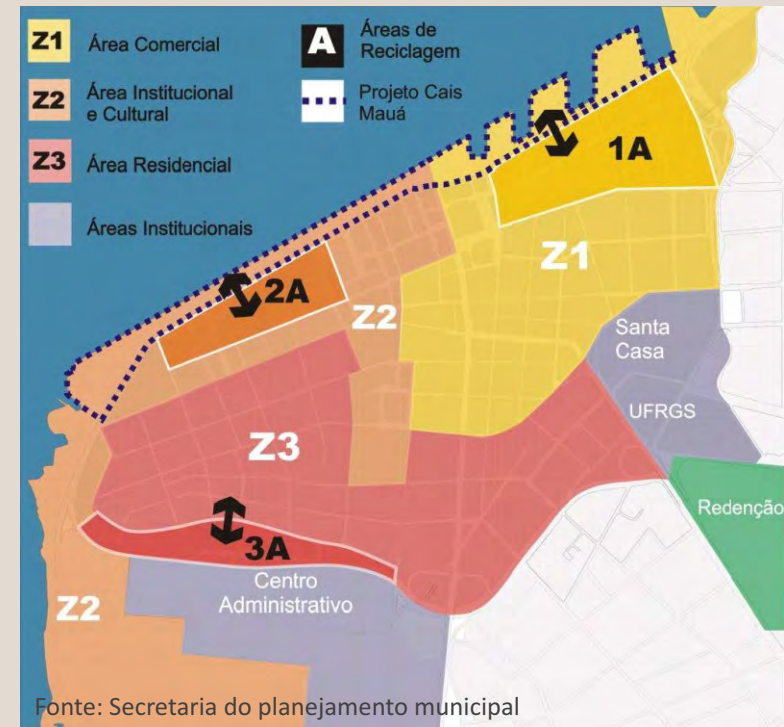 Z1
Área Comercial
Z2
Área Institucional
e Cultural
Z3
Área Residencial
Áreas Institucionais
A
Áreas de
Reciclagem
Projeto Cais
Mauá
1A
Z1
2A
Z2
Santa
Casa
UFRGS
Z3
Redenção
3A
Centro
Administrativo
Z2
Fonte: Secretaria do planejamento municipal